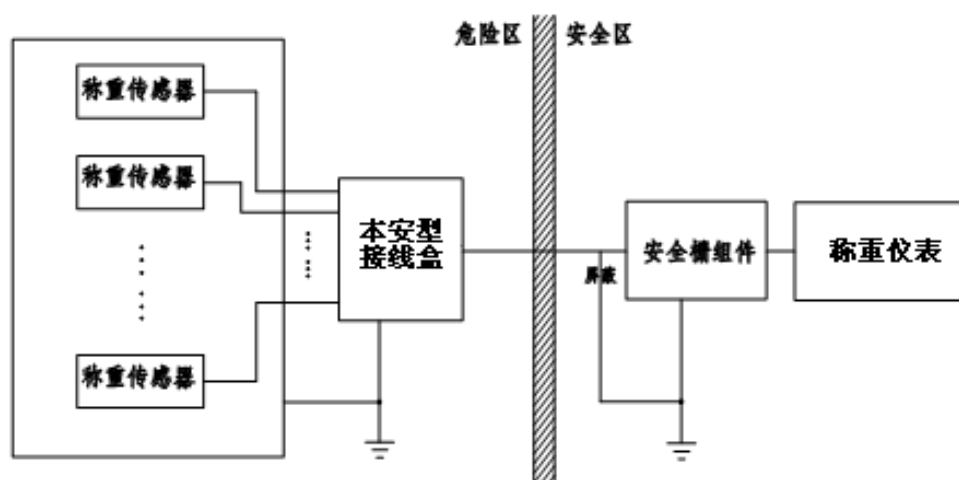 危险区
安全区
称重传感器
称重传感器
称重传感器
本安型
接线盒
屏蔽
安全栅组件
称重仪表